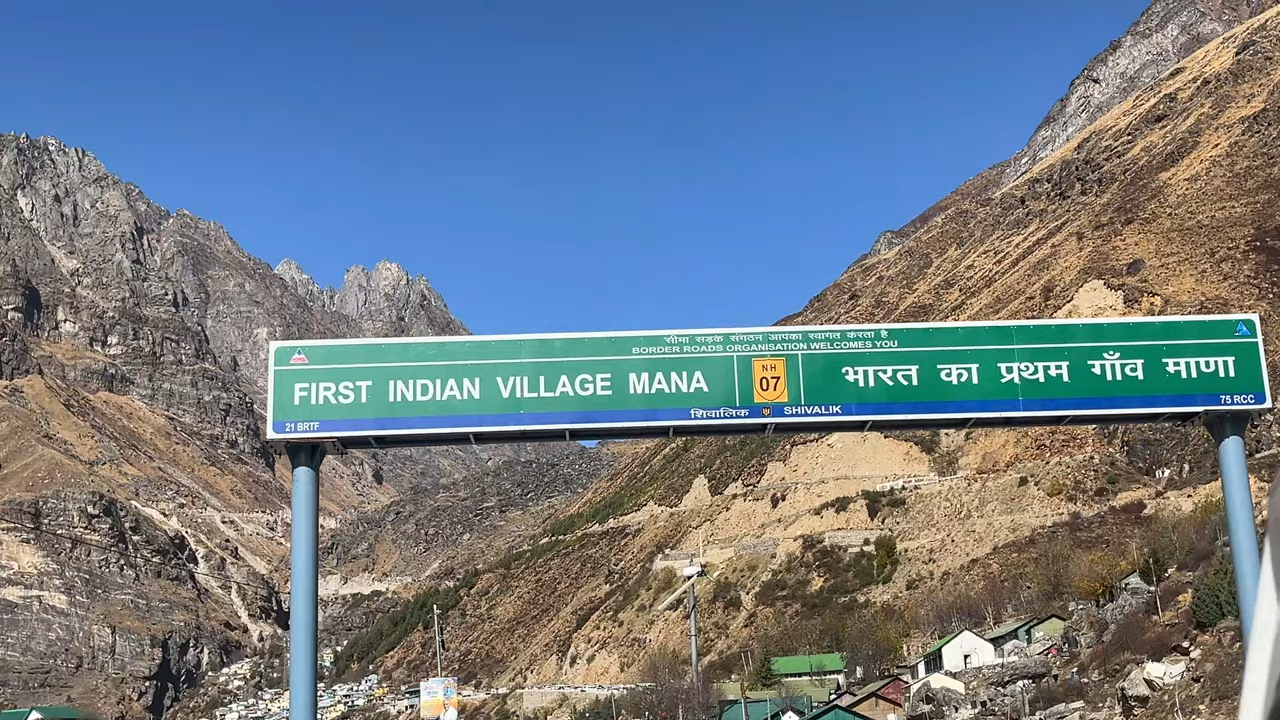 सीमा सड़क संगठन आपका स्वागत करता है
BORDER ROADS ORGANISATION WELCOMES YOU
FIRST INDIAN VILLAGE MANA
NH
07
भारत का प्रथम गाँव माणा
21 BRTF
शिवालिक SHIVALIK
75 RCC